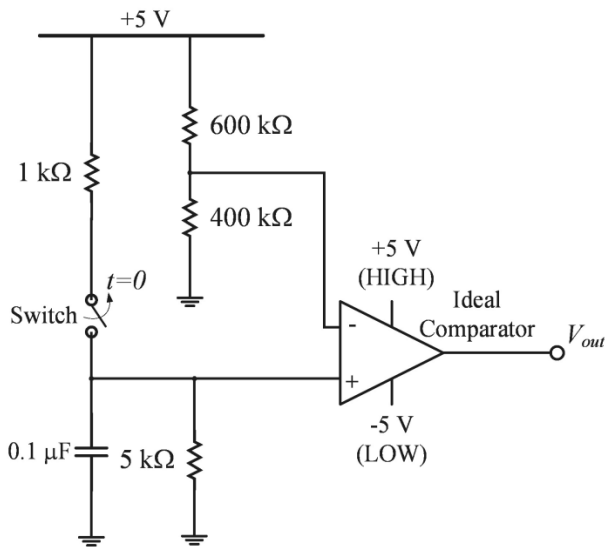 +5 V
600 kΩ
1 kΩ
400 kΩ
+5 V
(HIGH)
t=0
Ideal
Comparator
Switch
-
V_out
+
-5 V
(LOW)
0.1 μF
5 kΩ